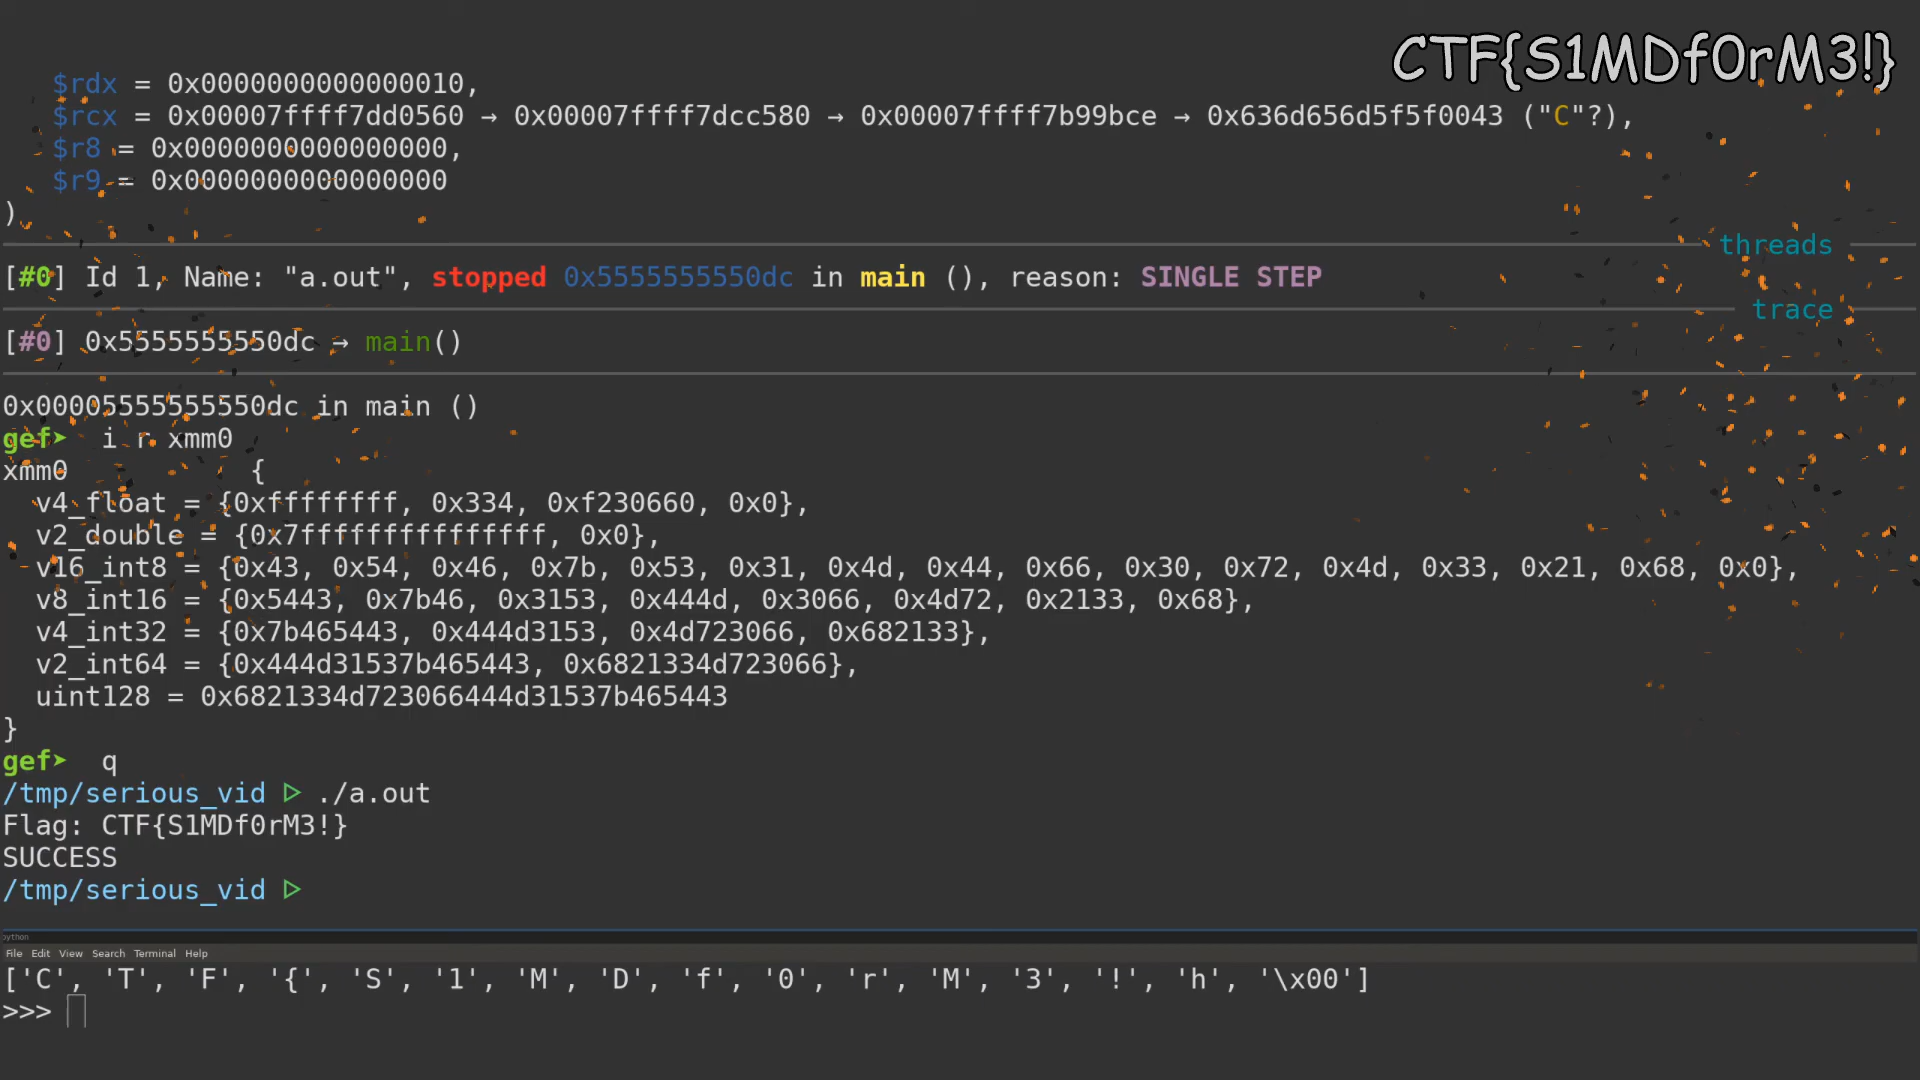 CTF{S1MDf0rM3!}
$rdx = 0x0000000000000010,
$rcx = 0x00007ffff7dd0560 → 0x00007ffff7dcc580 → 0x00007ffff7b99bce → 0x636d656d5f5f0043 ("C"?),
$r8 = 0x0000000000000000,
$r9 = 0x0000000000000000
)
threads
[#0] Id 1, Name: "a.out", stopped 0x5555555550dc in main (), reason: SINGLE STEP
trace
[#0] 0x5555555550dc → main()
0x00005555555550dc in main ()
gef➤  i r xmm0
xmm0           {
v4_float = {0xffffffff, 0x334, 0xf230660, 0x0},
v2_double = {0x7fffffffffffffff, 0x0},
v16_int8 = {0x43, 0x54, 0x46, 0x7b, 0x53, 0x31, 0x4d, 0x44, 0x66, 0x30, 0x72, 0x4d, 0x33, 0x21, 0x68, 0x0},
v8_int16 = {0x5443, 0x7b46, 0x3153, 0x444d, 0x3066, 0x4d72, 0x2133, 0x68},
v4_int32 = {0x7b465443, 0x444d3153, 0x4d723066, 0x682133},
v2_int64 = {0x444d31537b465443, 0x6821334d723066},
uint128 = 0x6821334d723066444d31537b465443
}
gef➤  q
/tmp/serious_vid ▷ ./a.out
Flag: CTF{S1MDf0rM3!}
SUCCESS
/tmp/serious_vid ▷
python
File Edit View Search Terminal Help
['C', 'T', 'F', '{', 'S', '1', 'M', 'D', 'f', '0', 'r', 'M', '3', '!', 'h', '\x00']
>>>